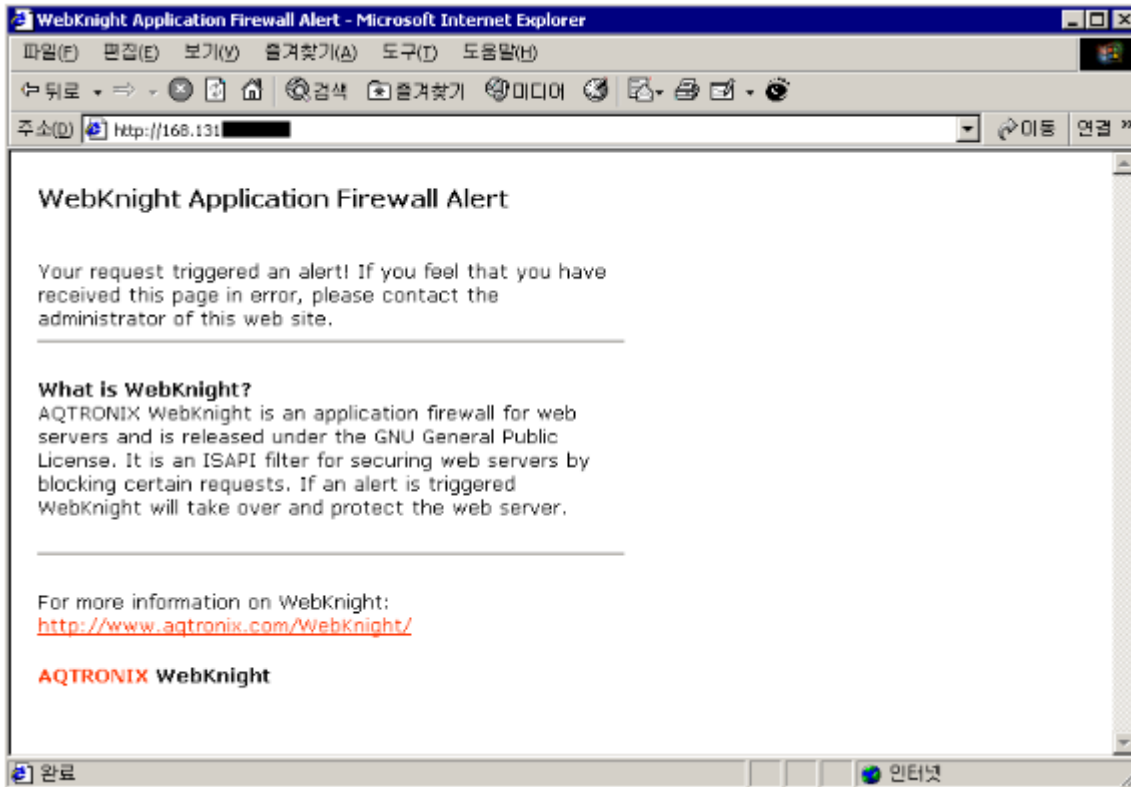 WebKnight Application Firewall Alert - Microsoft Internet Explorer
파일(F) 편집(E) 보기(V) 즐겨찾기(A) 도구(T) 도움말(H)
뒤로 검색 즐겨찾기 미디어
주소(D) http://168.131 이동 연결 »
WebKnight Application Firewall Alert
Your request triggered an alert! If you feel that you have
received this page in error, please contact the
administrator of this web site.
What is WebKnight?
AQTRONIX WebKnight is an application firewall for web
servers and is released under the GNU General Public
License. It is an ISAPI filter for securing web servers by
blocking certain requests. If an alert is triggered
WebKnight will take over and protect the web server.
For more information on WebKnight:
http://www.aqtronix.com/WebKnight/
AQTRONIX WebKnight
완료 인터넷